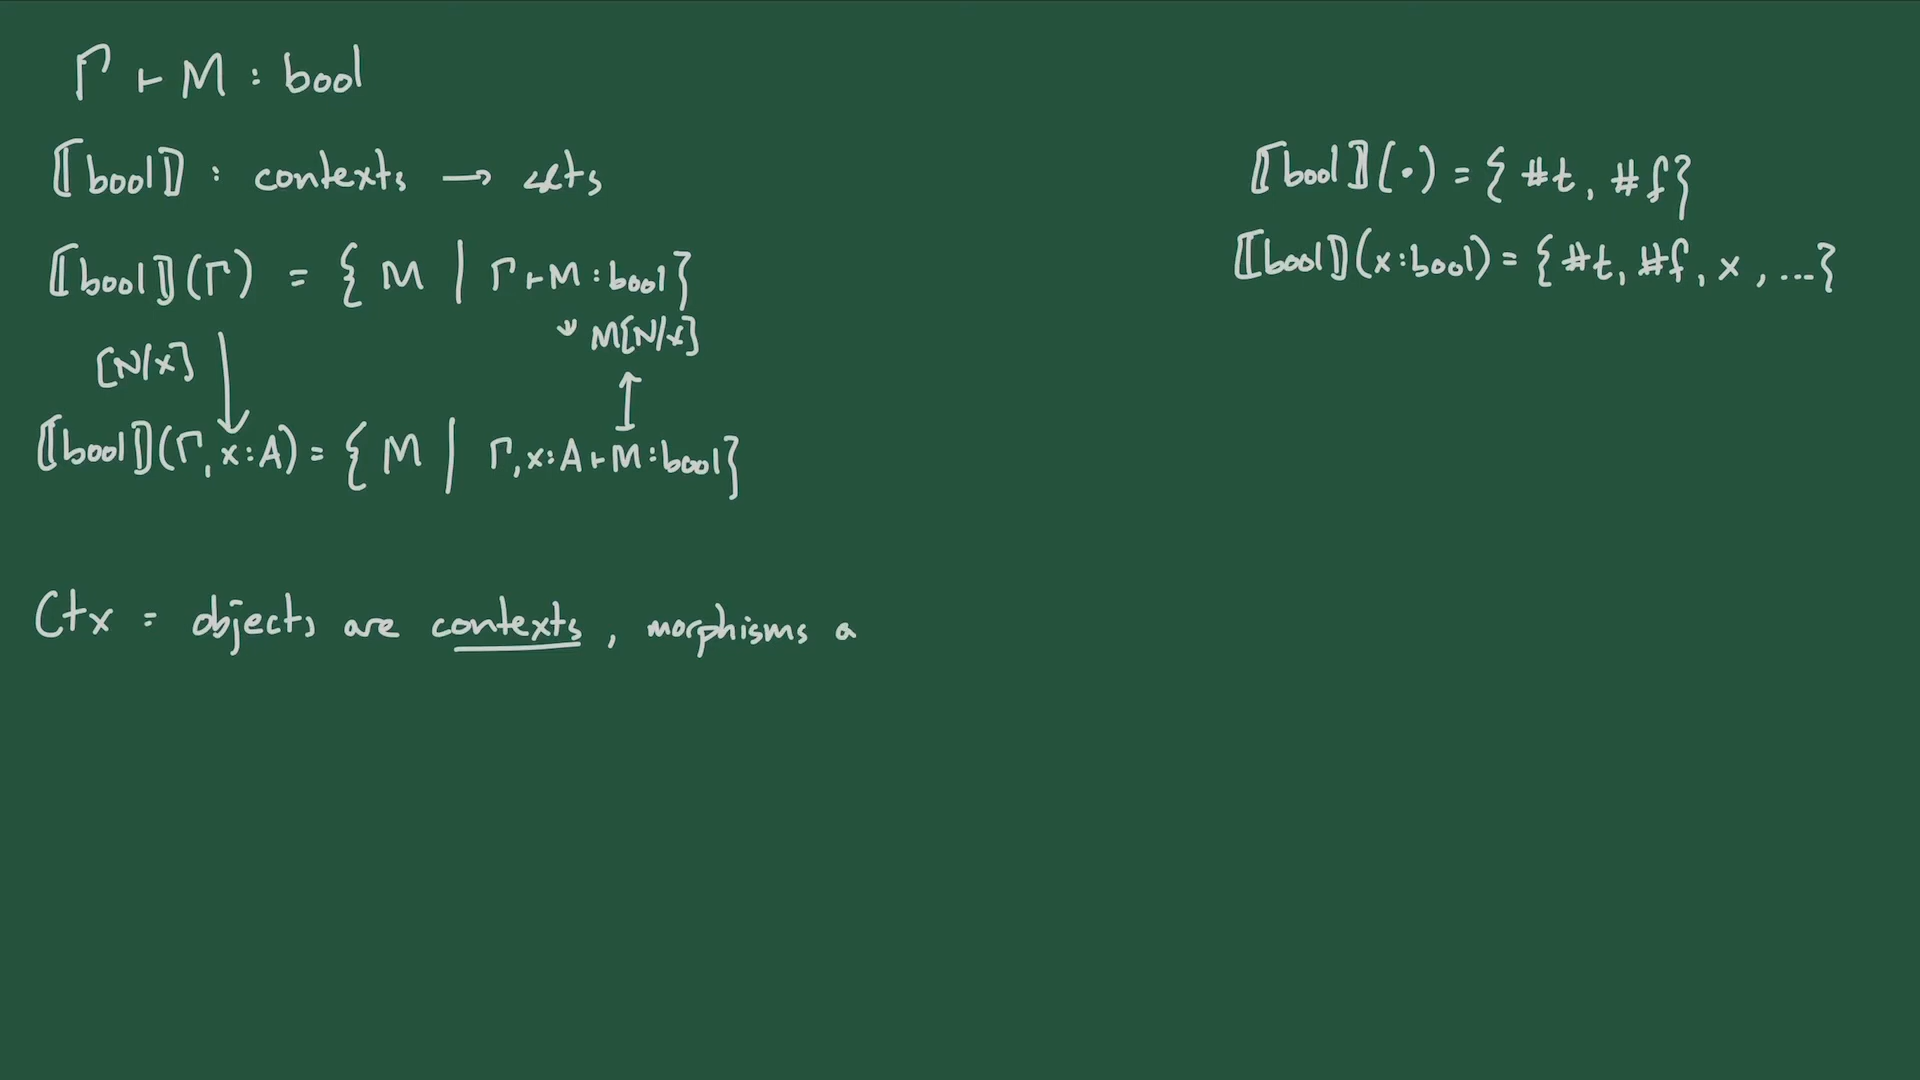 Γ ⊢ M : bool
⟦bool⟧ : contexts → sets
⟦bool⟧(Γ) = { M | Γ ⊢ M : bool}
M[N/x]
[N/x]
⟦bool⟧(Γ, x:A) = { M | Γ, x:A ⊢ M : bool}
Ctx = objects are contexts , morphisms a
⟦bool⟧(·) = { #t, #f}
⟦bool⟧(x:bool) = { #t, #f, x , ...}